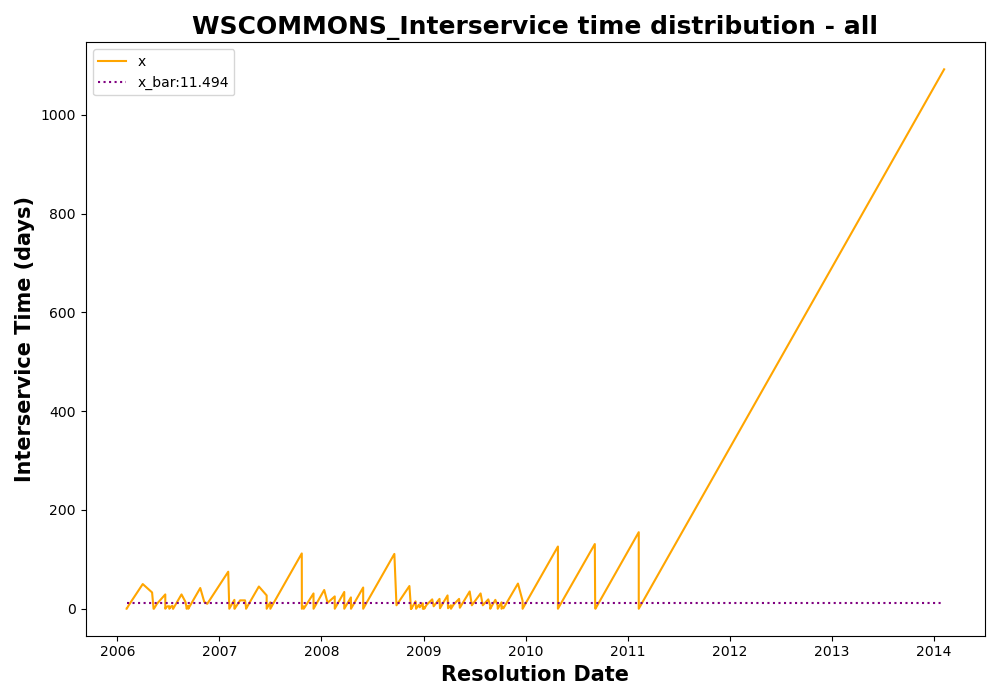 WSCOMMONS_Interservice time distribution - all
x
x_bar:11.494
Interservice Time (days)
1000
800
600
400
200
0
2006 2007 2008 2009 2010 2011 2012 2013 2014
Resolution Date